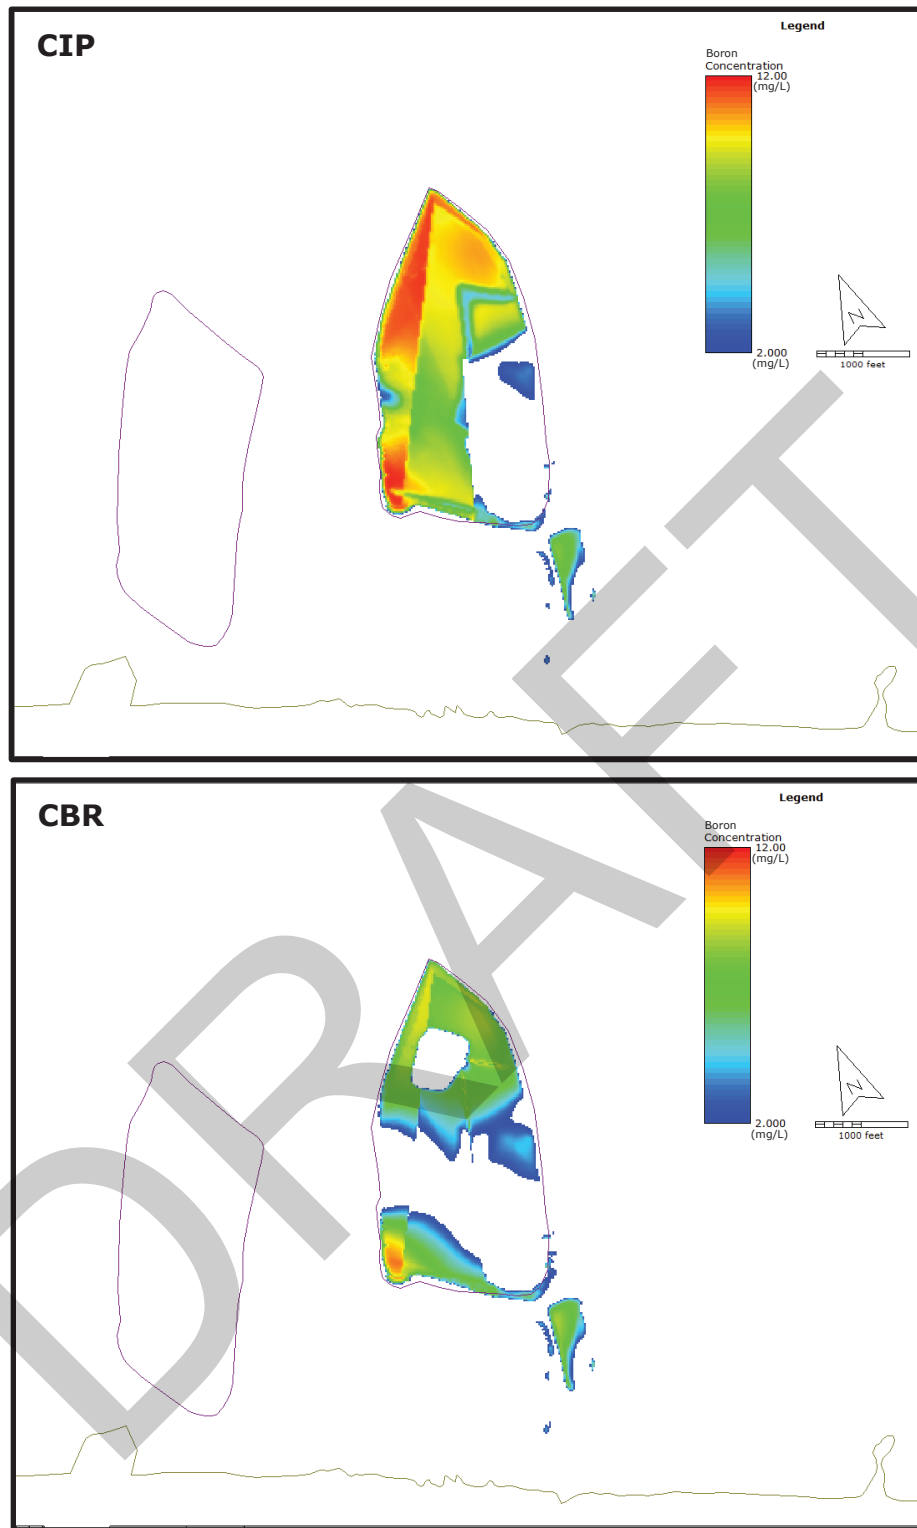 CIP
Legend
Boron
Concentration
12.00
(mg/L)
2.000
(mg/L)
N
1000 feet
CBR
Legend
Boron
Concentration
12.00
(mg/L)
2.000
(mg/L)
N
1000 feet
DRAFT